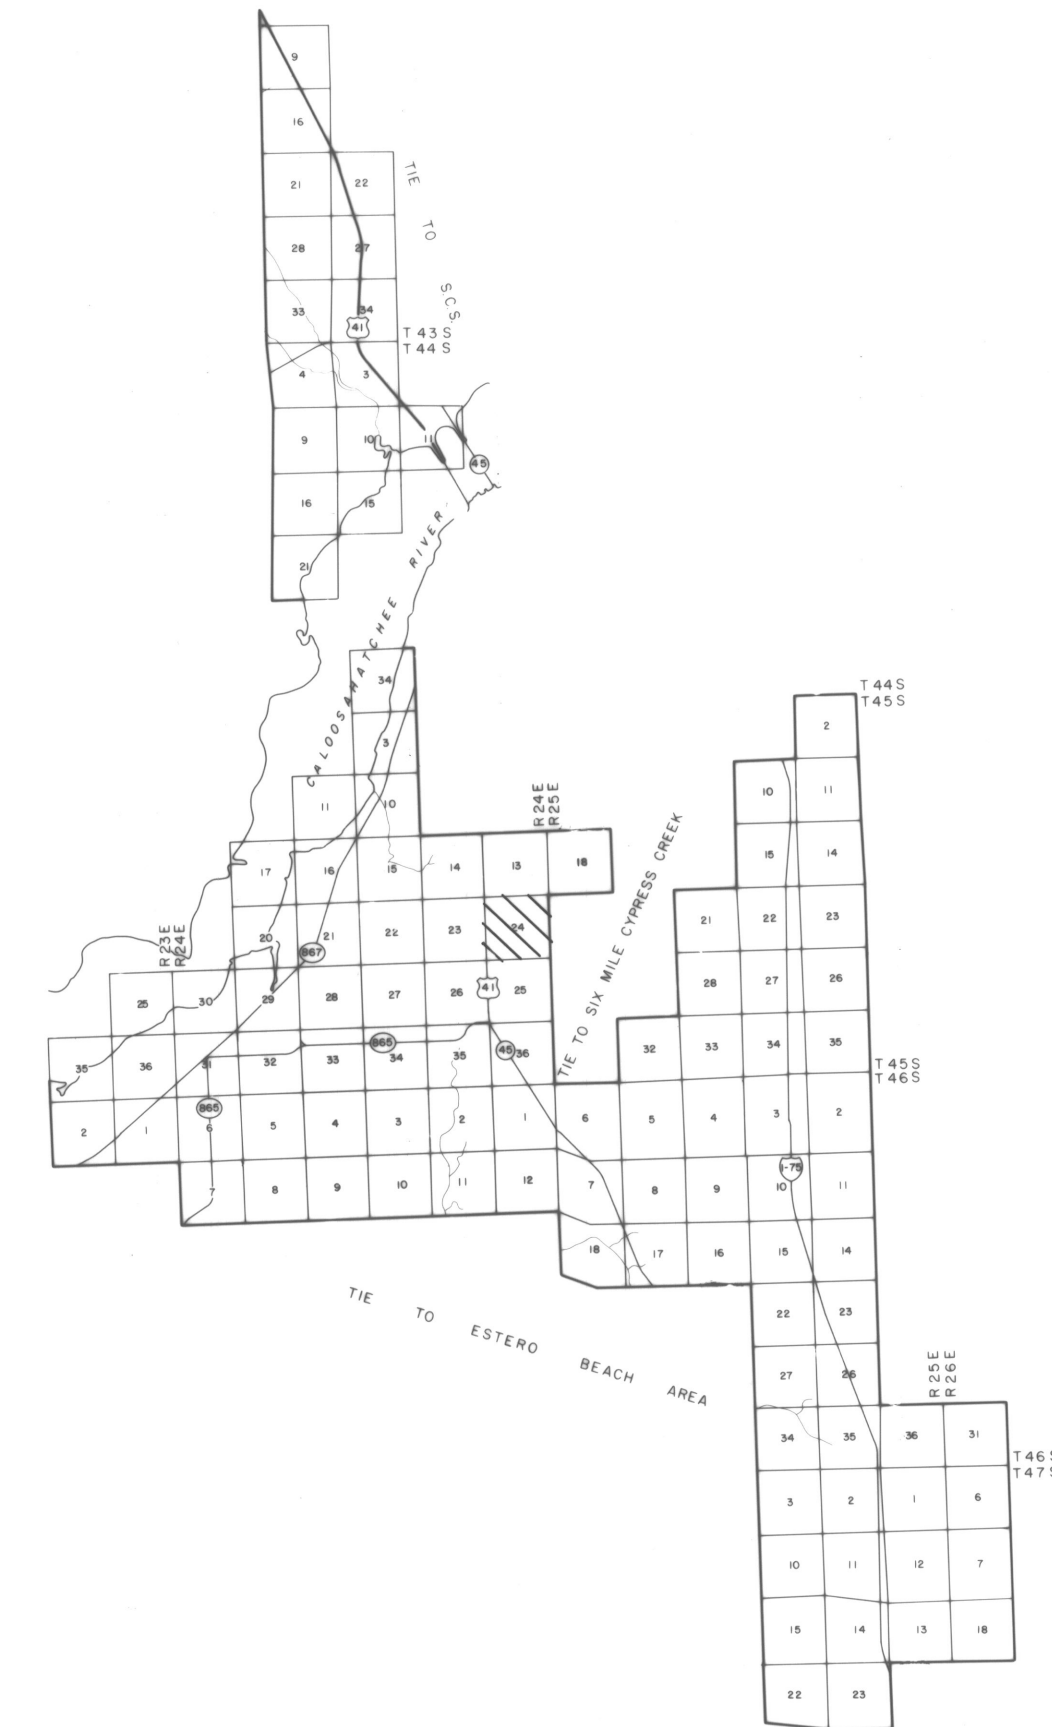 9
16
21 22
TIE TO S.C.S.
28 27
33 34
41
T 43 S
T 44 S
4 3
9 10 11
45
16 15
21
CALOOSAHATCHEE RIVER
34
3
11 10
R 24 E
R 25 E
17 16 15 14 13 18
R 23 E
R 24 E
20 21 22 23 24
867
25 30 29 28 27 26 25
41
35 36 31 32 33 34 35 36
865
45
865
2 1 6 5 4 3 2 1
7 8 9 10 11 12
TIE TO SIX MILE CYPRESS CREEK
T 44 S
T 45 S
2
10 11
15 14
21 22 23
28 27 26
32 33 34 35
T 45 S
T 46 S
6 5 4 3 2
I-75
7 8 9 10 11
18 17 16 15 14
TIE TO ESTERO BEACH AREA
22 23
27 26
R 25 E
R 26 E
34 35 36 31
T 46 S
T 47 S
3 2 1 6
10 11 12 7
15 14 13 18
22 23